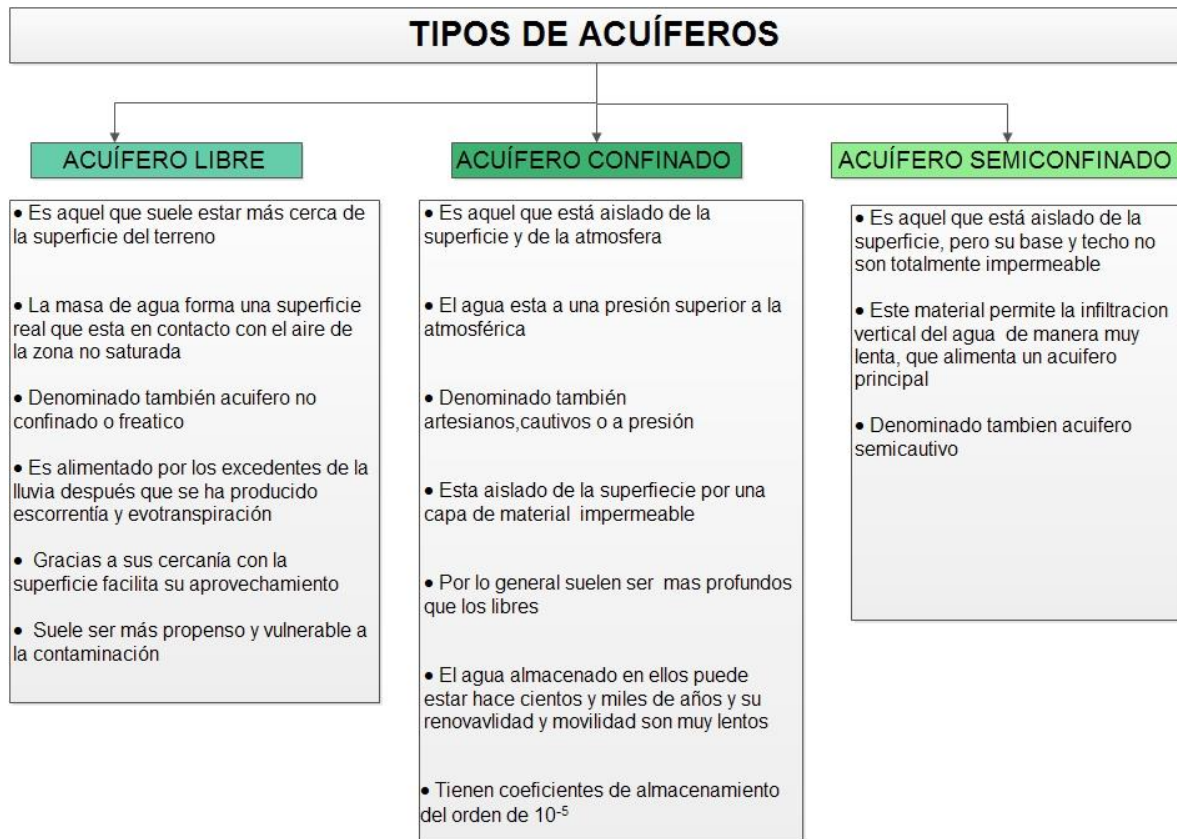 TIPOS DE ACUÍFEROS
ACUÍFERO LIBRE
• Es aquel que suele estar más cerca de
la superficie del terreno
• La masa de agua forma una superficie
real que esta en contacto con el aire de
la zona no saturada
• Denominado también acuifero no
confinado o freatico
• Es alimentado por los excedentes de la
lluvia después que se ha producido
escorrentía y evotranspiración
• Gracias a sus cercanía con la
superficie facilita su aprovechamiento
• Suele ser más propenso y vulnerable a
la contaminación
ACUÍFERO CONFINADO
• Es aquel que está aislado de la
superficie y de la atmosfera
• El agua esta a una presión superior a la
atmosférica
• Denominado también
artesianos,cautivos o a presión
• Esta aislado de la superfiecie por una
capa de material impermeable
• Por lo general suelen ser mas profundos
que los libres
• El agua almacenado en ellos puede
estar hace cientos y miles de años y su
renovavlidad y movilidad son muy lentos
• Tienen coeficientes de almacenamiento
del orden de 10⁻⁵
ACUÍFERO SEMICONFINADO
• Es aquel que está aislado de la
superficie, pero su base y techo no
son totalmente impermeable
• Este material permite la infiltracion
vertical del agua de manera muy
lenta, que alimenta un acuifero
principal
• Denominado tambien acuifero
semicautivo